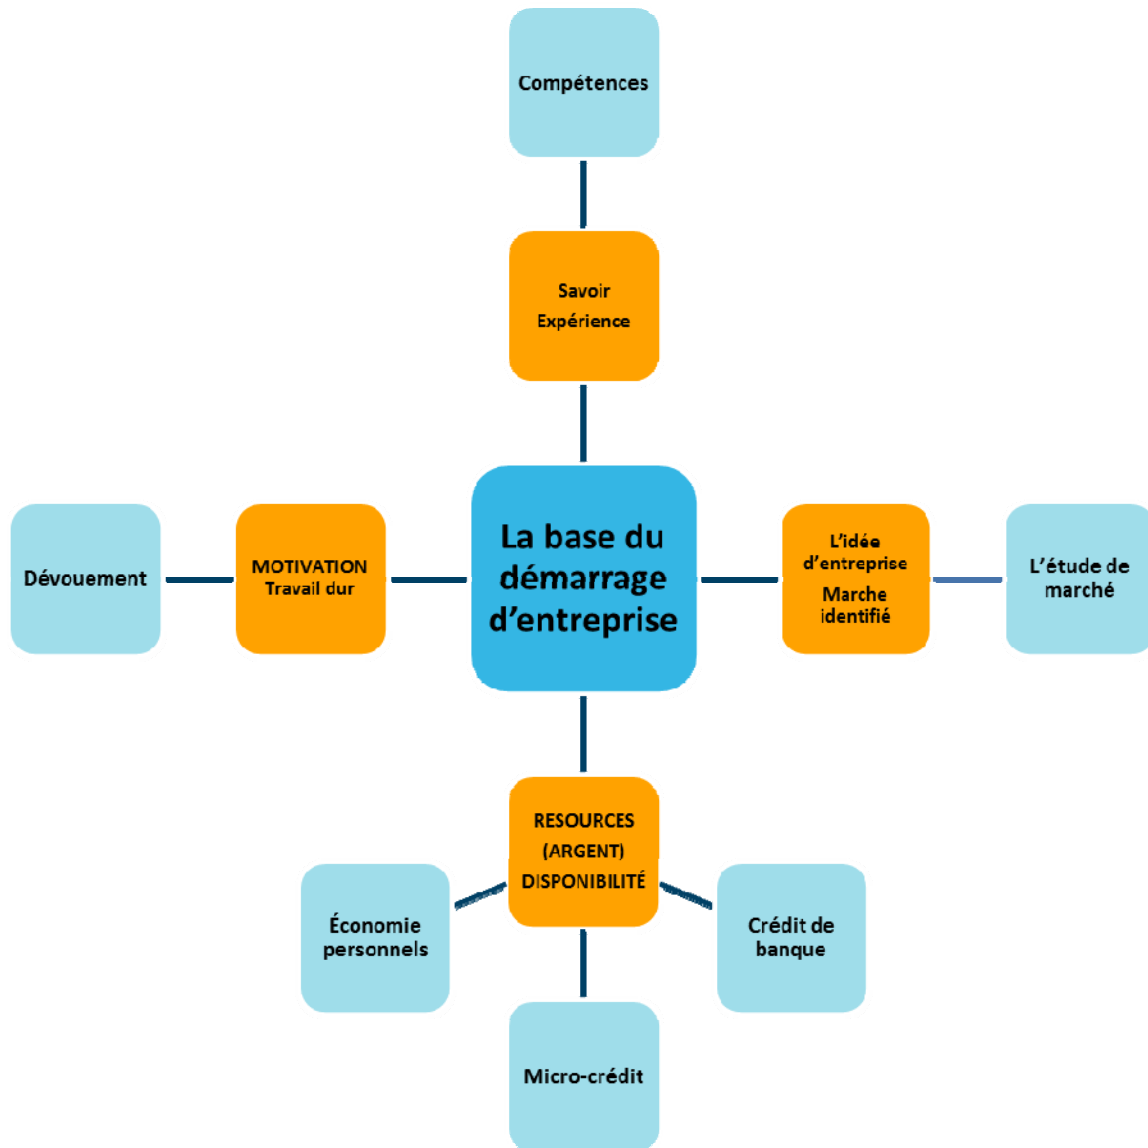 Compétences
Savoir
Expérience
La base du
démarrage
d'entreprise
Dévouement
MOTIVATION
Travail dur
L'idée
d'entreprise
Marche
identifié
L'étude de
marché
RESOURCES
(ARGENT)
DISPONIBILITÉ
Économie
personnels
Crédit de
banque
Micro-crédit